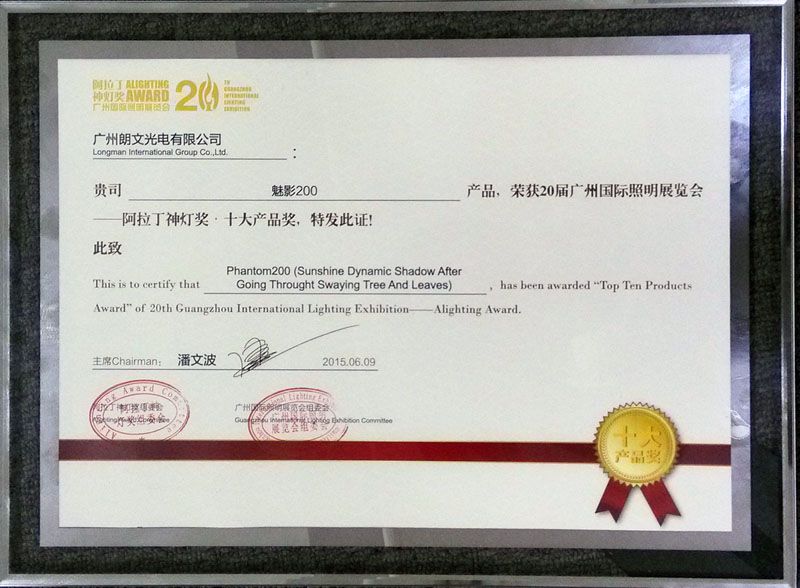 阿拉丁 ALIGHTING
神灯奖 AWARD
广州国际照明展览会
20
TH
GUANGZHOU
INTERNATIONAL
LIGHTING
EXHIBITION
广州朗文光电有限公司
Longman International Group Co.,Ltd. :
贵司 魅影200 产品，荣获20届广州国际照明展览会
——阿拉丁神灯奖·十大产品奖，特发此证!
此致
Phantom200 (Sunshine Dynamic Shadow After
This is to certify that Going Throught Swaying Tree And Leaves) , has been awarded “Top Ten Products
Award” of 20th Guangzhou International Lighting Exhibition——Alighting Award.
主席Chairman: 潘文波 2015.06.09
广州国际照明展览会组委会
Guangzhou International Lighting Exhibition Committee
展览会组委会
十大
产品奖